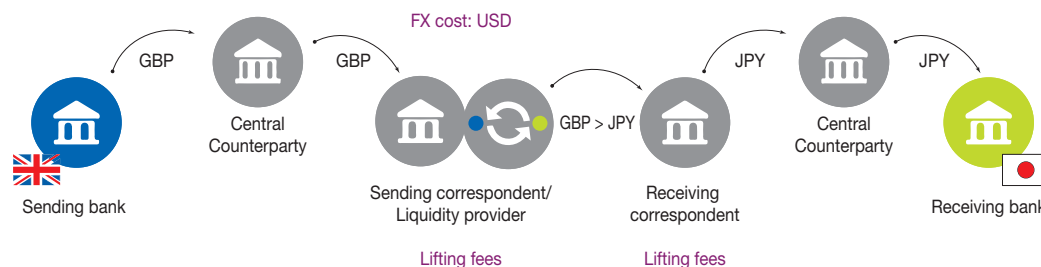 FX cost: USD
GBP
GBP
GBP > JPY
JPY
JPY
Central
Counterparty
Central
Counterparty
Sending bank
Sending correspondent/
Liquidity provider
Receiving
correspondent
Receiving bank
Lifting fees
Lifting fees